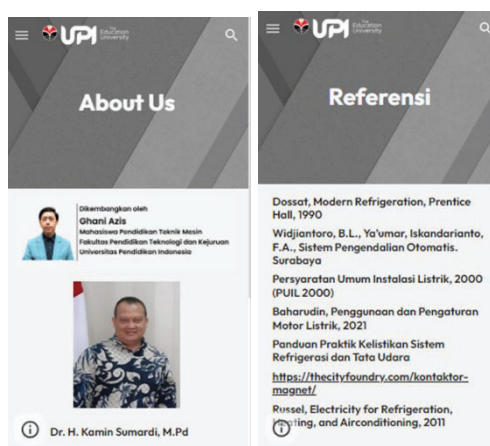 UPI The Education University
About Us
Dikembangkan oleh
Ghani Azis
Mahasiswa Pendidikan Teknik Mesin
Fakultas Pendidikan Teknologi dan Kejuruan
Universitas Pendidikan Indonesia
Dr. H. Kamin Sumardi, M.Pd
UPI The Education University
Referensi
Dossat, Modern Refrigeration, Prentice
Hall, 1990
Widjiantoro, B.L., Ya'umar, Iskandarianto,
F.A., Sistem Pengendalian Otomatis.
Surabaya
Persyaratan Umum Instalasi Listrik, 2000
(PUIL 2000)
Baharudin, Penggunaan dan Pengaturan
Motor Listrik, 2021
Panduan Praktik Kelistikan Sistem
Refrigerasi dan Tata Udara
https://thecityfoundry.com/kontaktor-
magnet/
Russel, Electricity for Refrigeration,
Heating, and Airconditioning, 2011